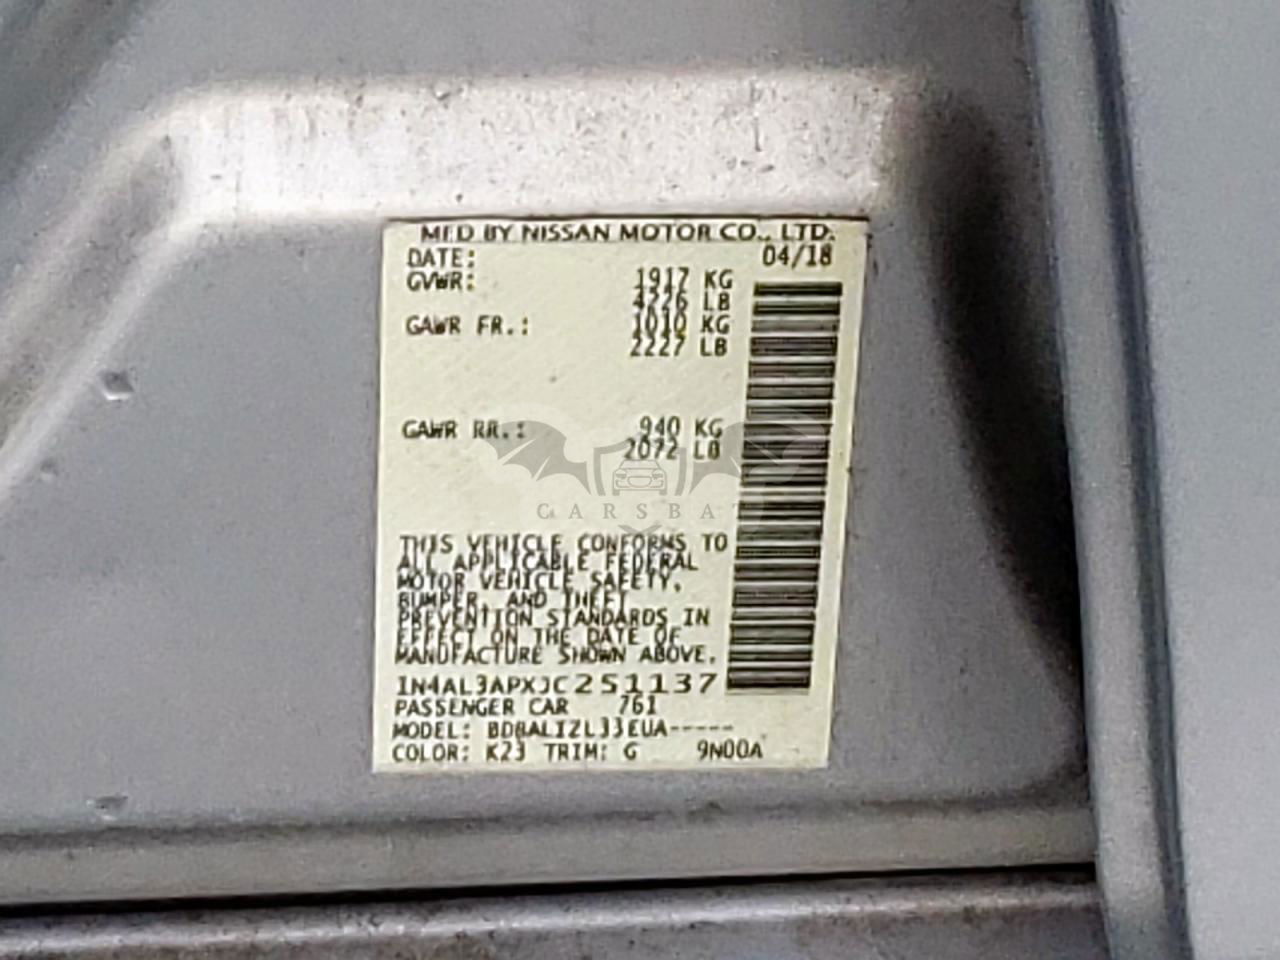 MFD BY NISSAN MOTOR CO., LTD.
DATE: 04/18
GVWR: 1917 KG
4226 LB
GAWR FR.: 1010 KG
2227 LB
GAWR RR.: 940 KG
2072 LB
CARSBAT
THIS VEHICLE CONFORMS TO
ALL APPLICABLE FEDERAL
MOTOR VEHICLE SAFETY,
BUMPER, AND THEFT
PREVENTION STANDARDS IN
EFFECT ON THE DATE OF
MANUFACTURE SHOWN ABOVE.
1N4AL3APXJC251137
PASSENGER CAR 761
MODEL: BDBALIZL33EUA-----
COLOR: K23 TRIM: G 9N00A